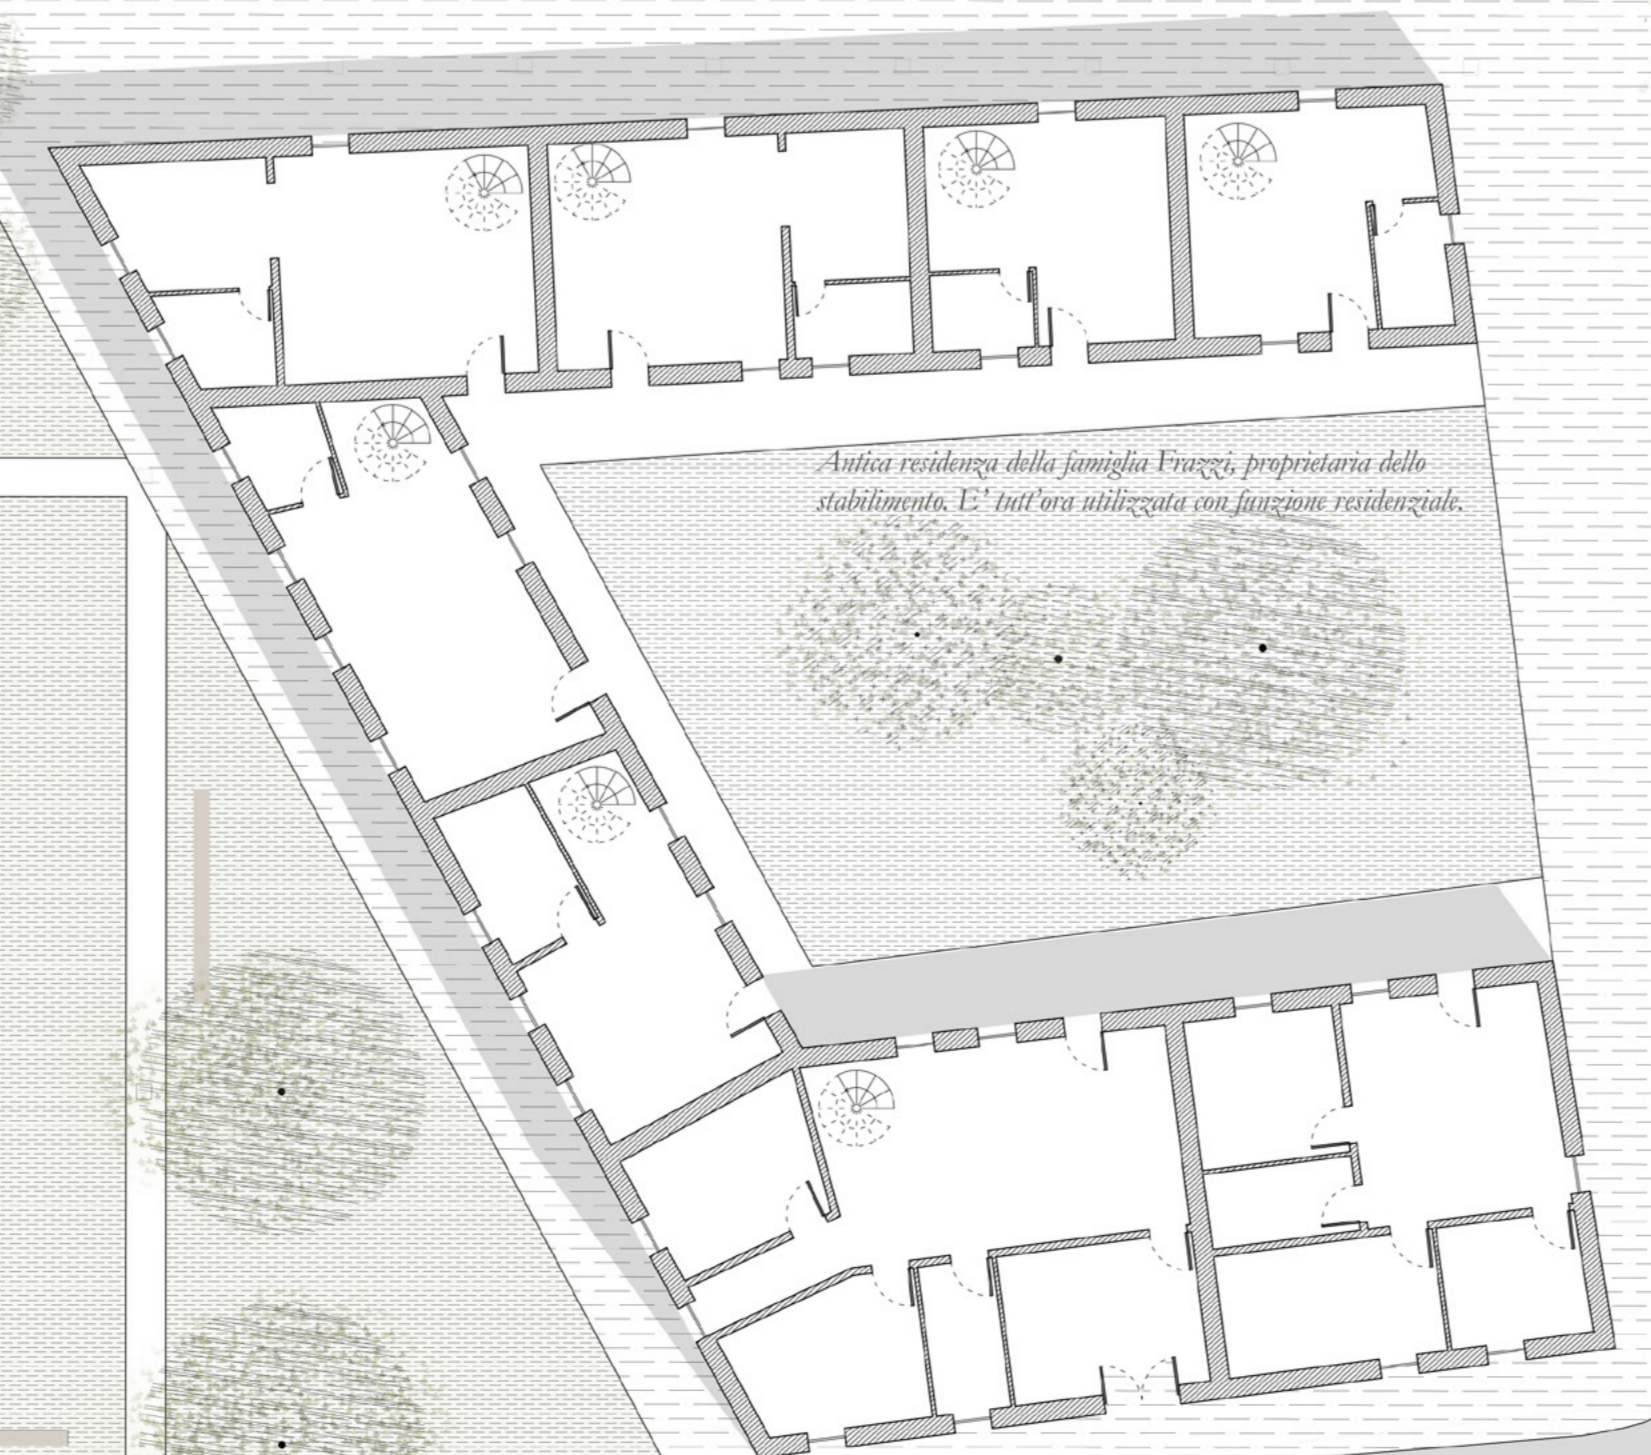 Antica residenza della famiglia Frazzi, proprietaria dello
stabilimento. E' tutt'ora utilizzata con funzione residenziale.